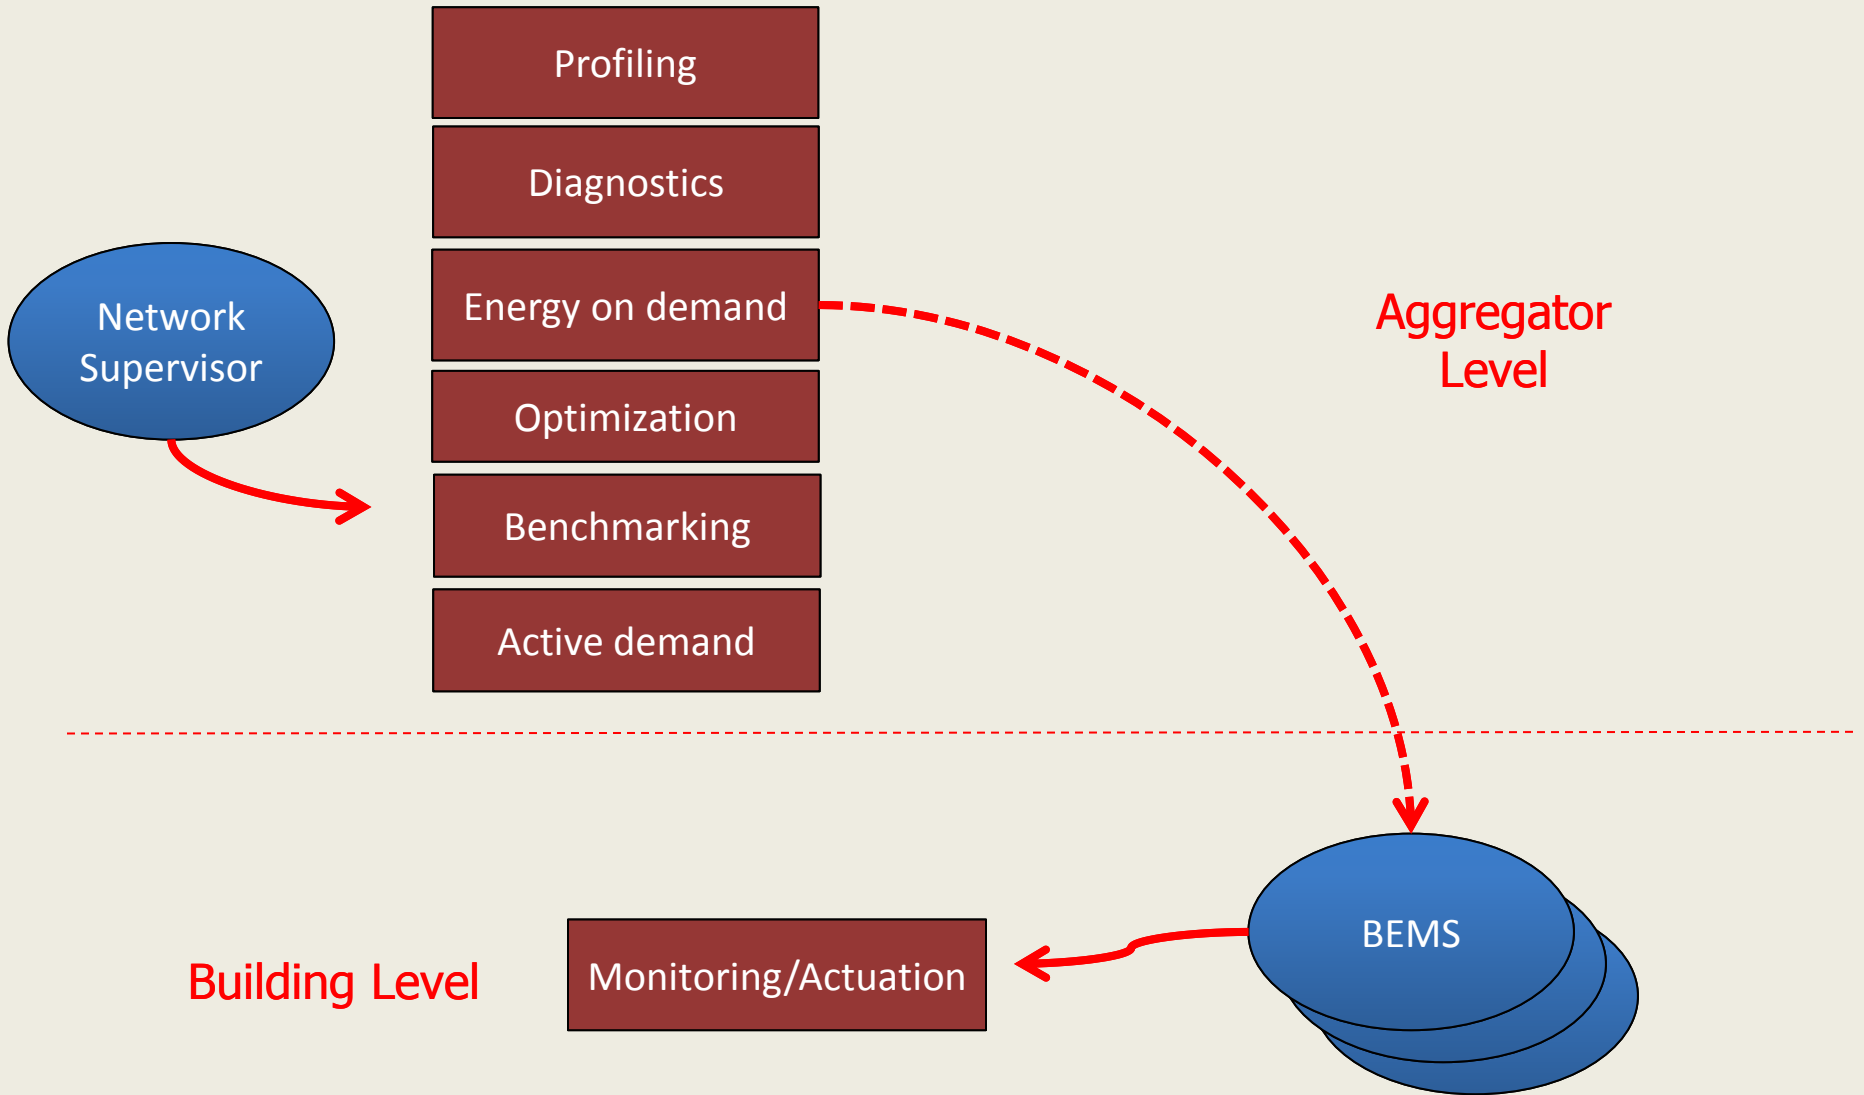 Profiling
Diagnostics
Network
Supervisor
Energy on demand
Aggregator
Level
Optimization
Benchmarking
Active demand
BEMS
Building Level
Monitoring/Actuation